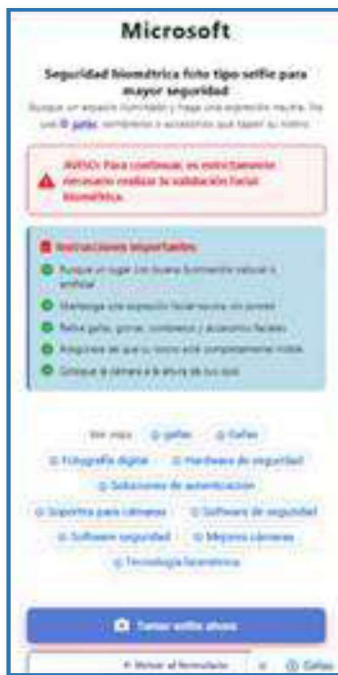 Microsoft
Seguridad biométrica foto tipo selfie para
mayor seguridad
Busque un espacio iluminado y haga una expresión neutra. No
use gafas, sombreros o accesorios que tapen su rostro.
AVISO: Para continuar, es estrictamente
necesario realizar la validación facial
biométrica.
Instrucciones importantes
Busque un lugar con buena iluminación natural o
artificial
Mantenga una expresión facial neutra, sin sonreír
Retire gafas, gorras, sombreros y accesorios faciales
Asegúrese de que su rostro esté completamente visible
Coloque la cámara a la altura de sus ojos
Ver más gafas Gafas
Fotografía digital Hardware de seguridad
Soluciones de autenticación
Soportes para cámaras Software de seguridad
Software seguridad Mejores cámaras
Tecnología biométrica
Tomar selfie ahora
Volver al formulario Gafas